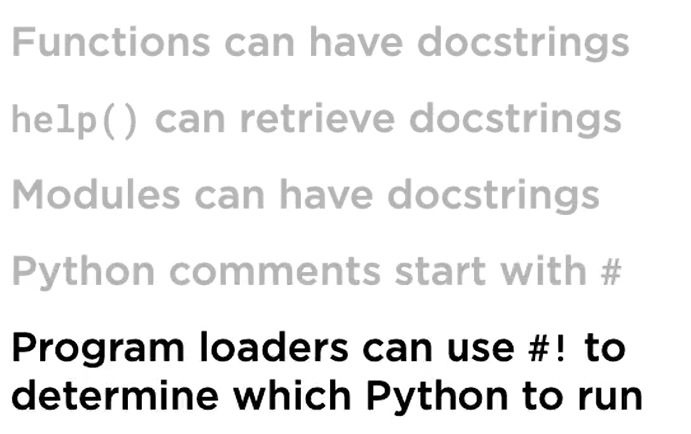 Functions can have docstrings
help() can retrieve docstrings
Modules can have docstrings
Python comments start with #
Program loaders can use #! to
determine which Python to run